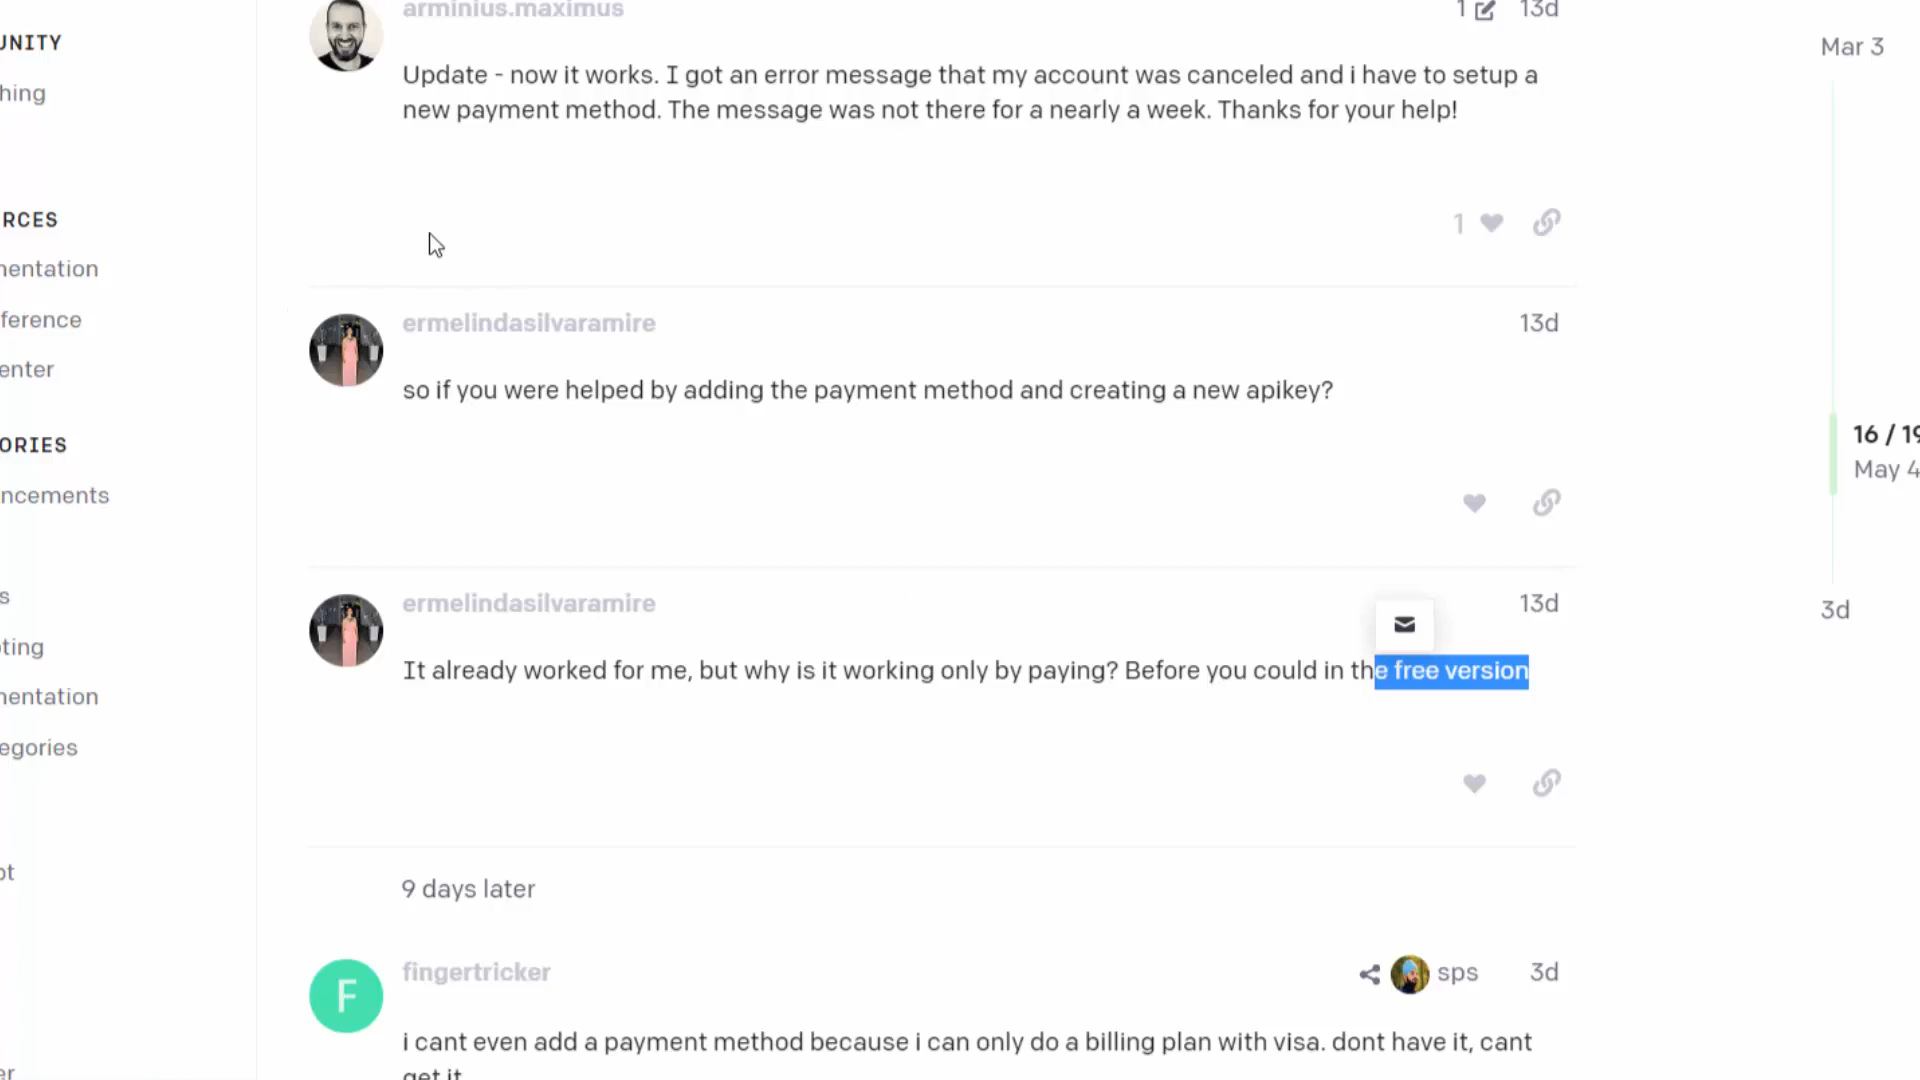 arminius.maximus
1
13d
Update - now it works. I got an error message that my account was canceled and i have to setup a
new payment method. The message was not there for a nearly a week. Thanks for your help!
1
ermelindasilvaramire
13d
so if you were helped by adding the payment method and creating a new apikey?
ermelindasilvaramire
13d
It already worked for me, but why is it working only by paying? Before you could in the free version
9 days later
fingertricker
sps
3d
i cant even add a payment method because i can only do a billing plan with visa. dont have it, cant
get it
UNITY
hing
RCES
nentation
ference
enter
ORIES
ncements
s
ting
nentation
egories
ot
er
Mar 3
16 / 19
May 4
3d